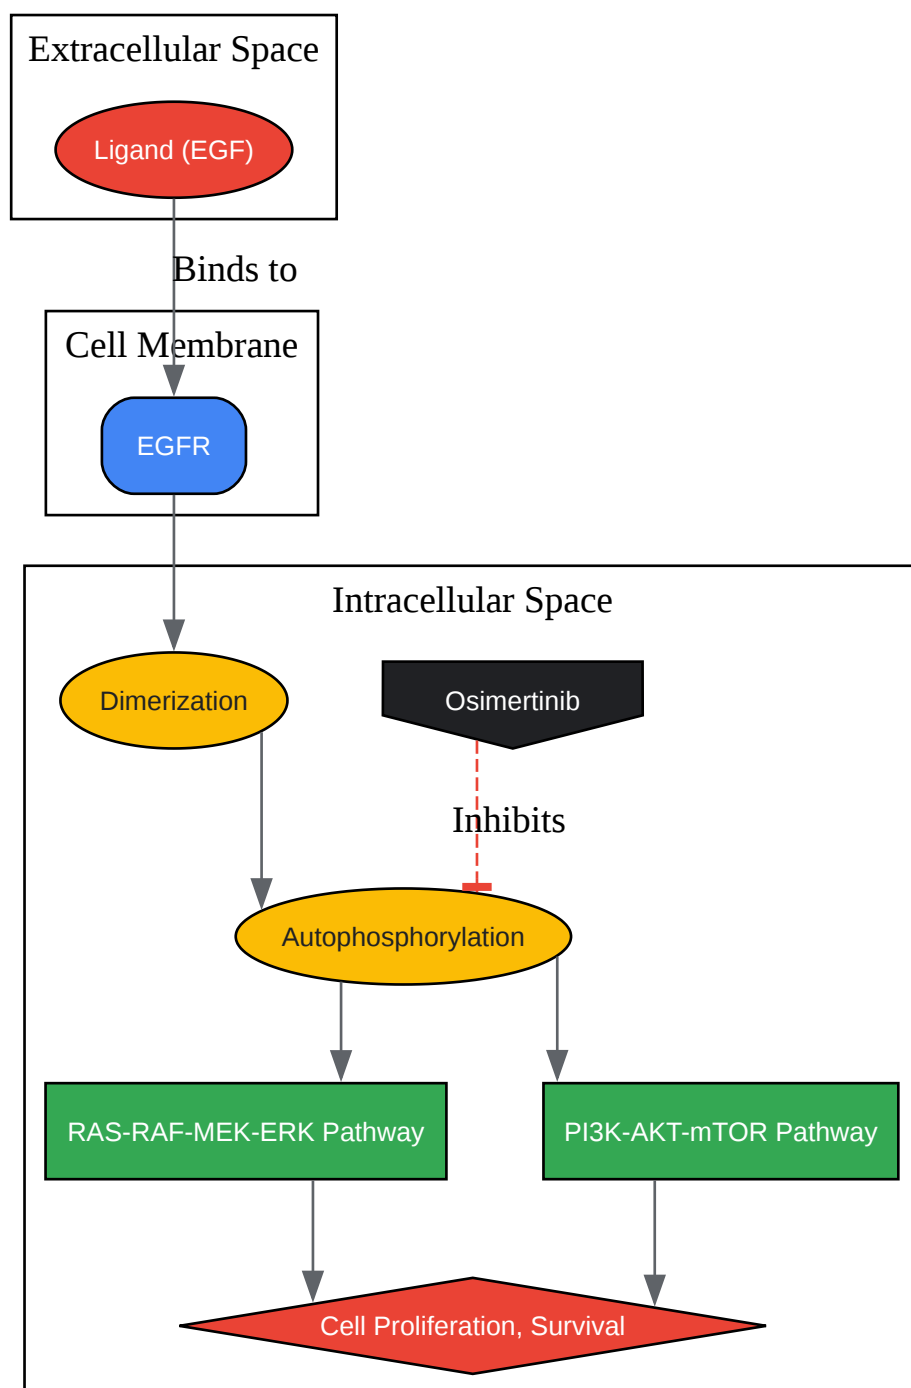 Extracellular Space
Ligand (EGF)
Binds to
Cell Membrane
EGFR
Intracellular Space
Dimerization
Osimertinib
Inhibits
Autophosphorylation
RAS-RAF-MEK-ERK Pathway
PI3K-AKT-mTOR Pathway
Cell Proliferation, Survival